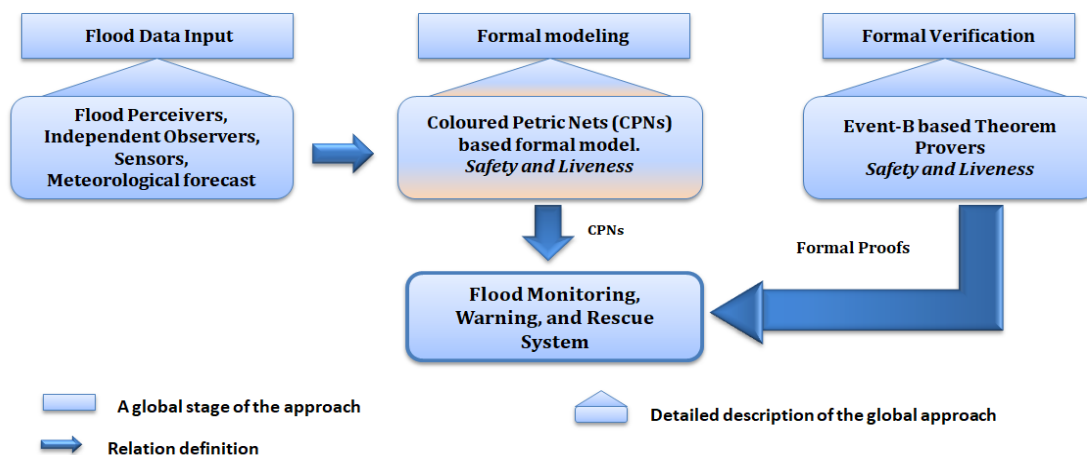 Flood Data Input
Formal modeling
Formal Verification
Flood Perceivers,
Independent Observers,
Sensors,
Meteorological forecast
Coloured Petric Nets (CPNs)
based formal model.
Safety and Liveness
Event-B based Theorem
Provers
Safety and Liveness
CPNs
Formal Proofs
Flood Monitoring,
Warning, and Rescue
System
A global stage of the approach
Detailed description of the global approach
Relation definition